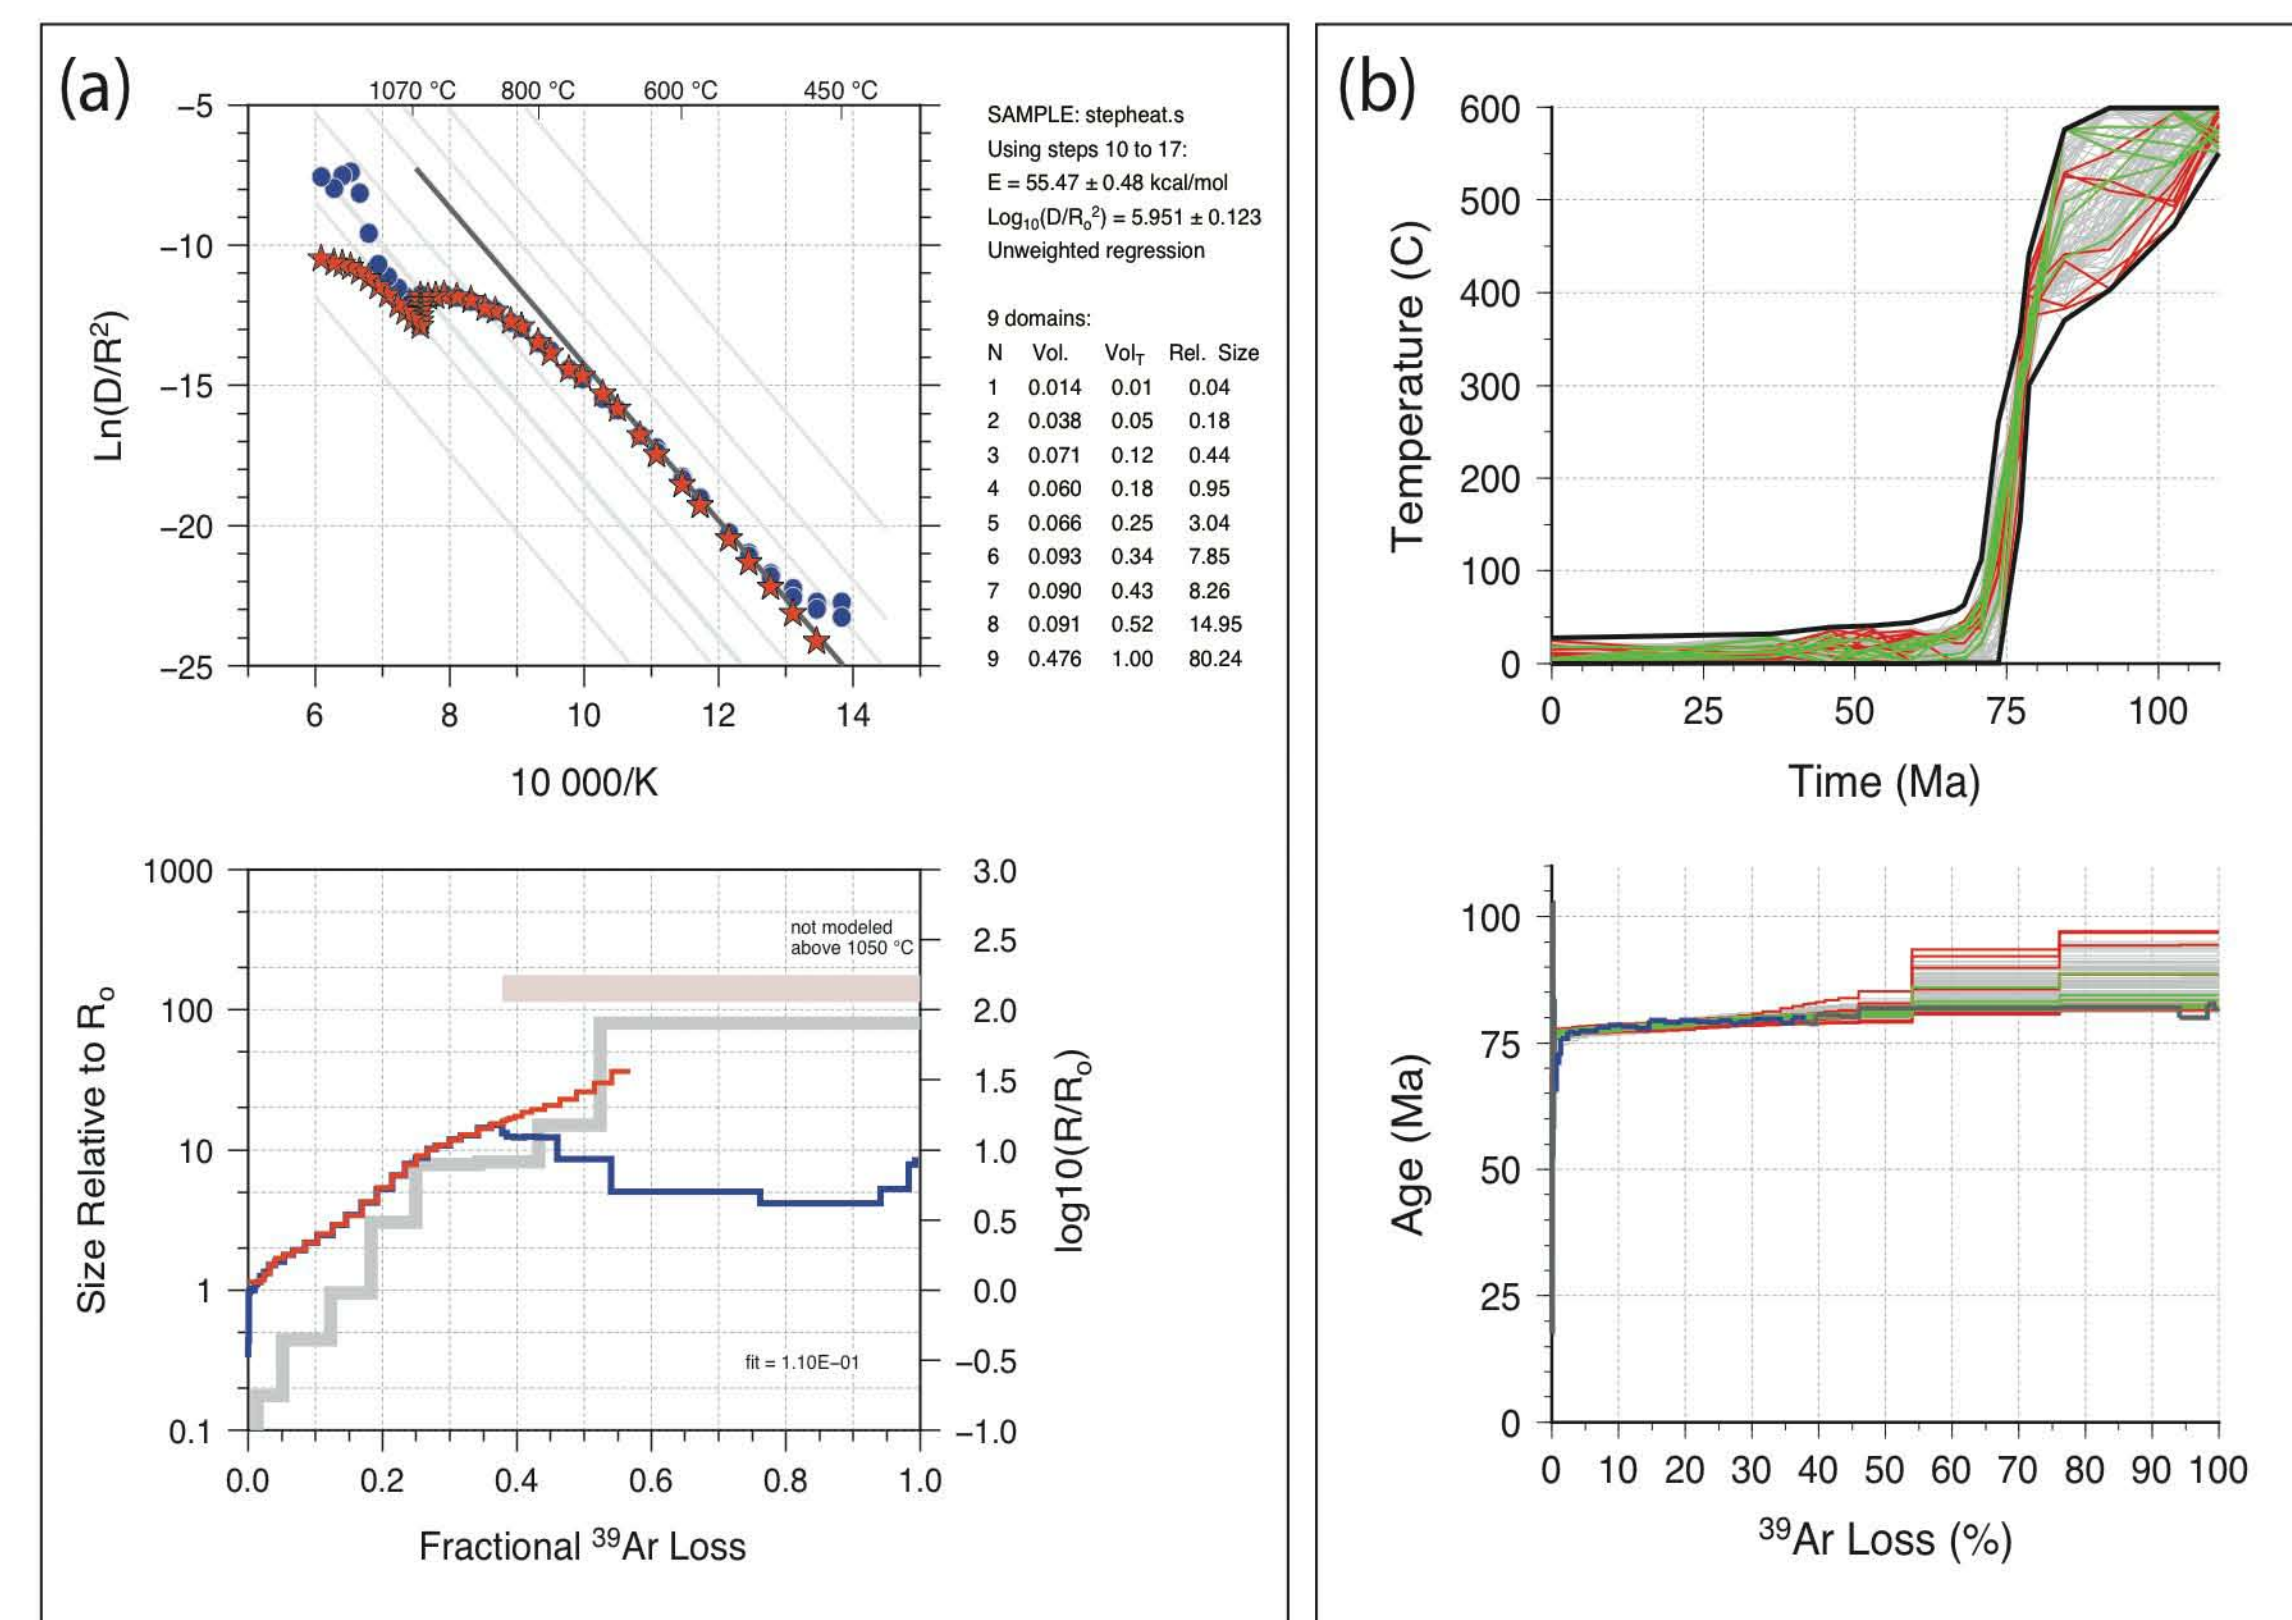 (a)
1070 °C 800 °C 600 °C 450 °C
−5
−10
−15
−20
−25
Ln(D/R²)
6 8 10 12 14
10 000/K
SAMPLE: stepheat.s
Using steps 10 to 17:
E = 55.47 ± 0.48 kcal/mol
Log₁₀(D/Rₒ²) = 5.951 ± 0.123
Unweighted regression
9 domains:
N Vol. Vol_T Rel. Size
1 0.014 0.01 0.04
2 0.038 0.05 0.18
3 0.071 0.12 0.44
4 0.060 0.18 0.95
5 0.066 0.25 3.04
6 0.093 0.34 7.85
7 0.090 0.43 8.26
8 0.091 0.52 14.95
9 0.476 1.00 80.24
1000
100
10
1
0.1
Size Relative to Rₒ
not modeled
above 1050 °C
fit = 1.10E−01
3.0
2.5
2.0
1.5
1.0
0.5
0.0
−0.5
−1.0
log10(R/Rₒ)
0.0 0.2 0.4 0.6 0.8 1.0
Fractional ³⁹Ar Loss
(b)
600
500
400
300
200
100
0
Temperature (C)
0 25 50 75 100
Time (Ma)
100
75
50
25
0
Age (Ma)
0 10 20 30 40 50 60 70 80 90 100
³⁹Ar Loss (%)